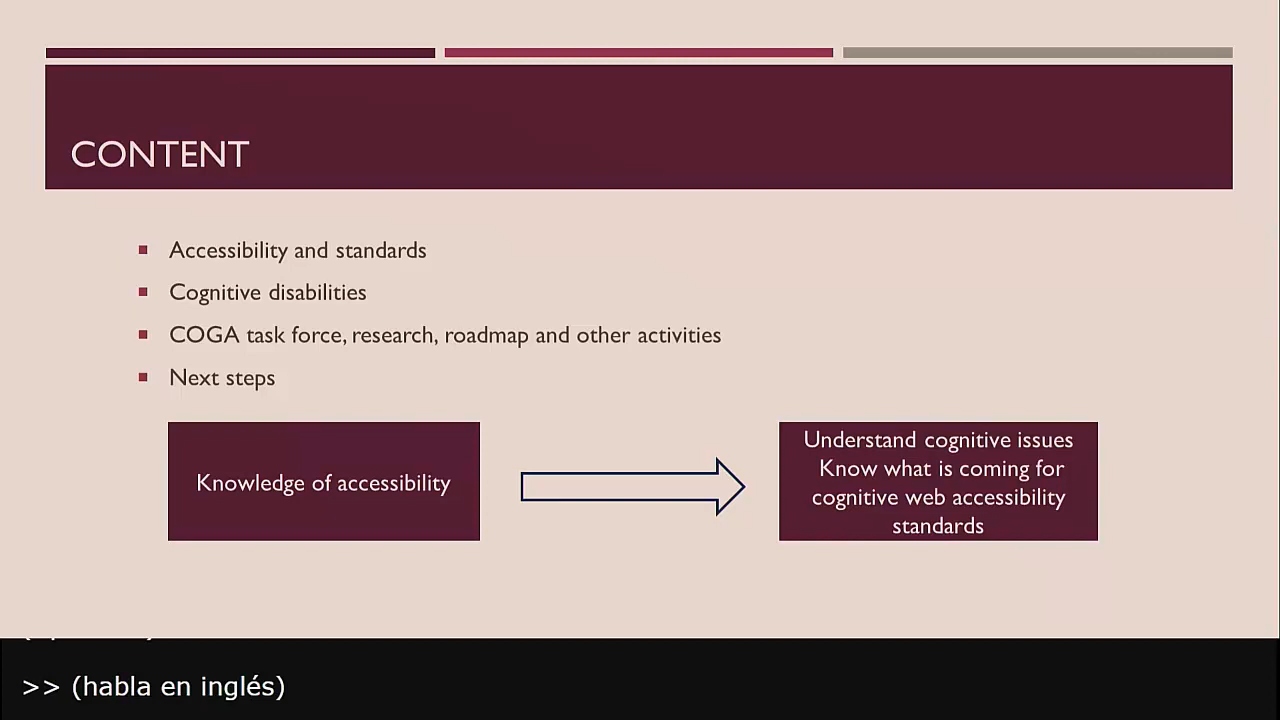 CONTENT
Accessibility and standards
Cognitive disabilities
COGA task force, research, roadmap and other activities
Next steps
Knowledge of accessibility
Understand cognitive issues
Know what is coming for
cognitive web accessibility
standards
>> (habla en inglés)